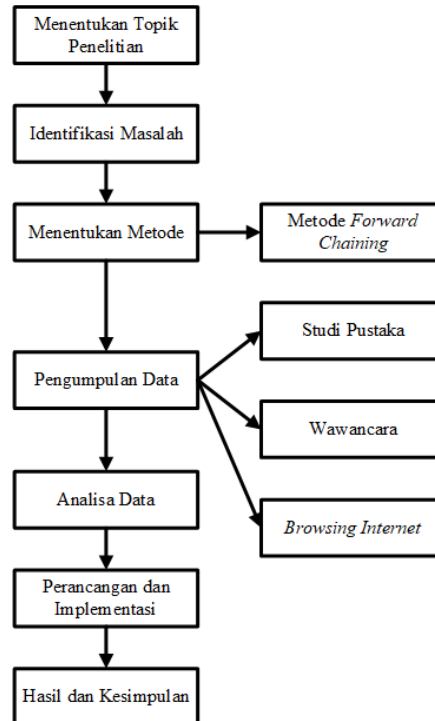 Menentukan Topik
Penelitian
Identifikasi Masalah
Menentukan Metode
Metode Forward
Chaining
Studi Pustaka
Pengumpulan Data
Wawancara
Analisa Data
Browsing Internet
Perancangan dan
Implementasi
Hasil dan Kesimpulan